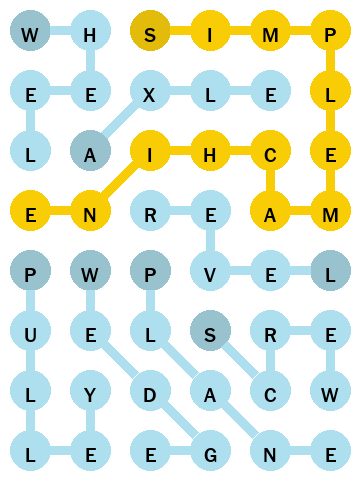 W H S I M P
E E X L E L
L A I H C E
E N R E A M
P W P V E L
U E L S R E
L Y D A C W
L E E G N E